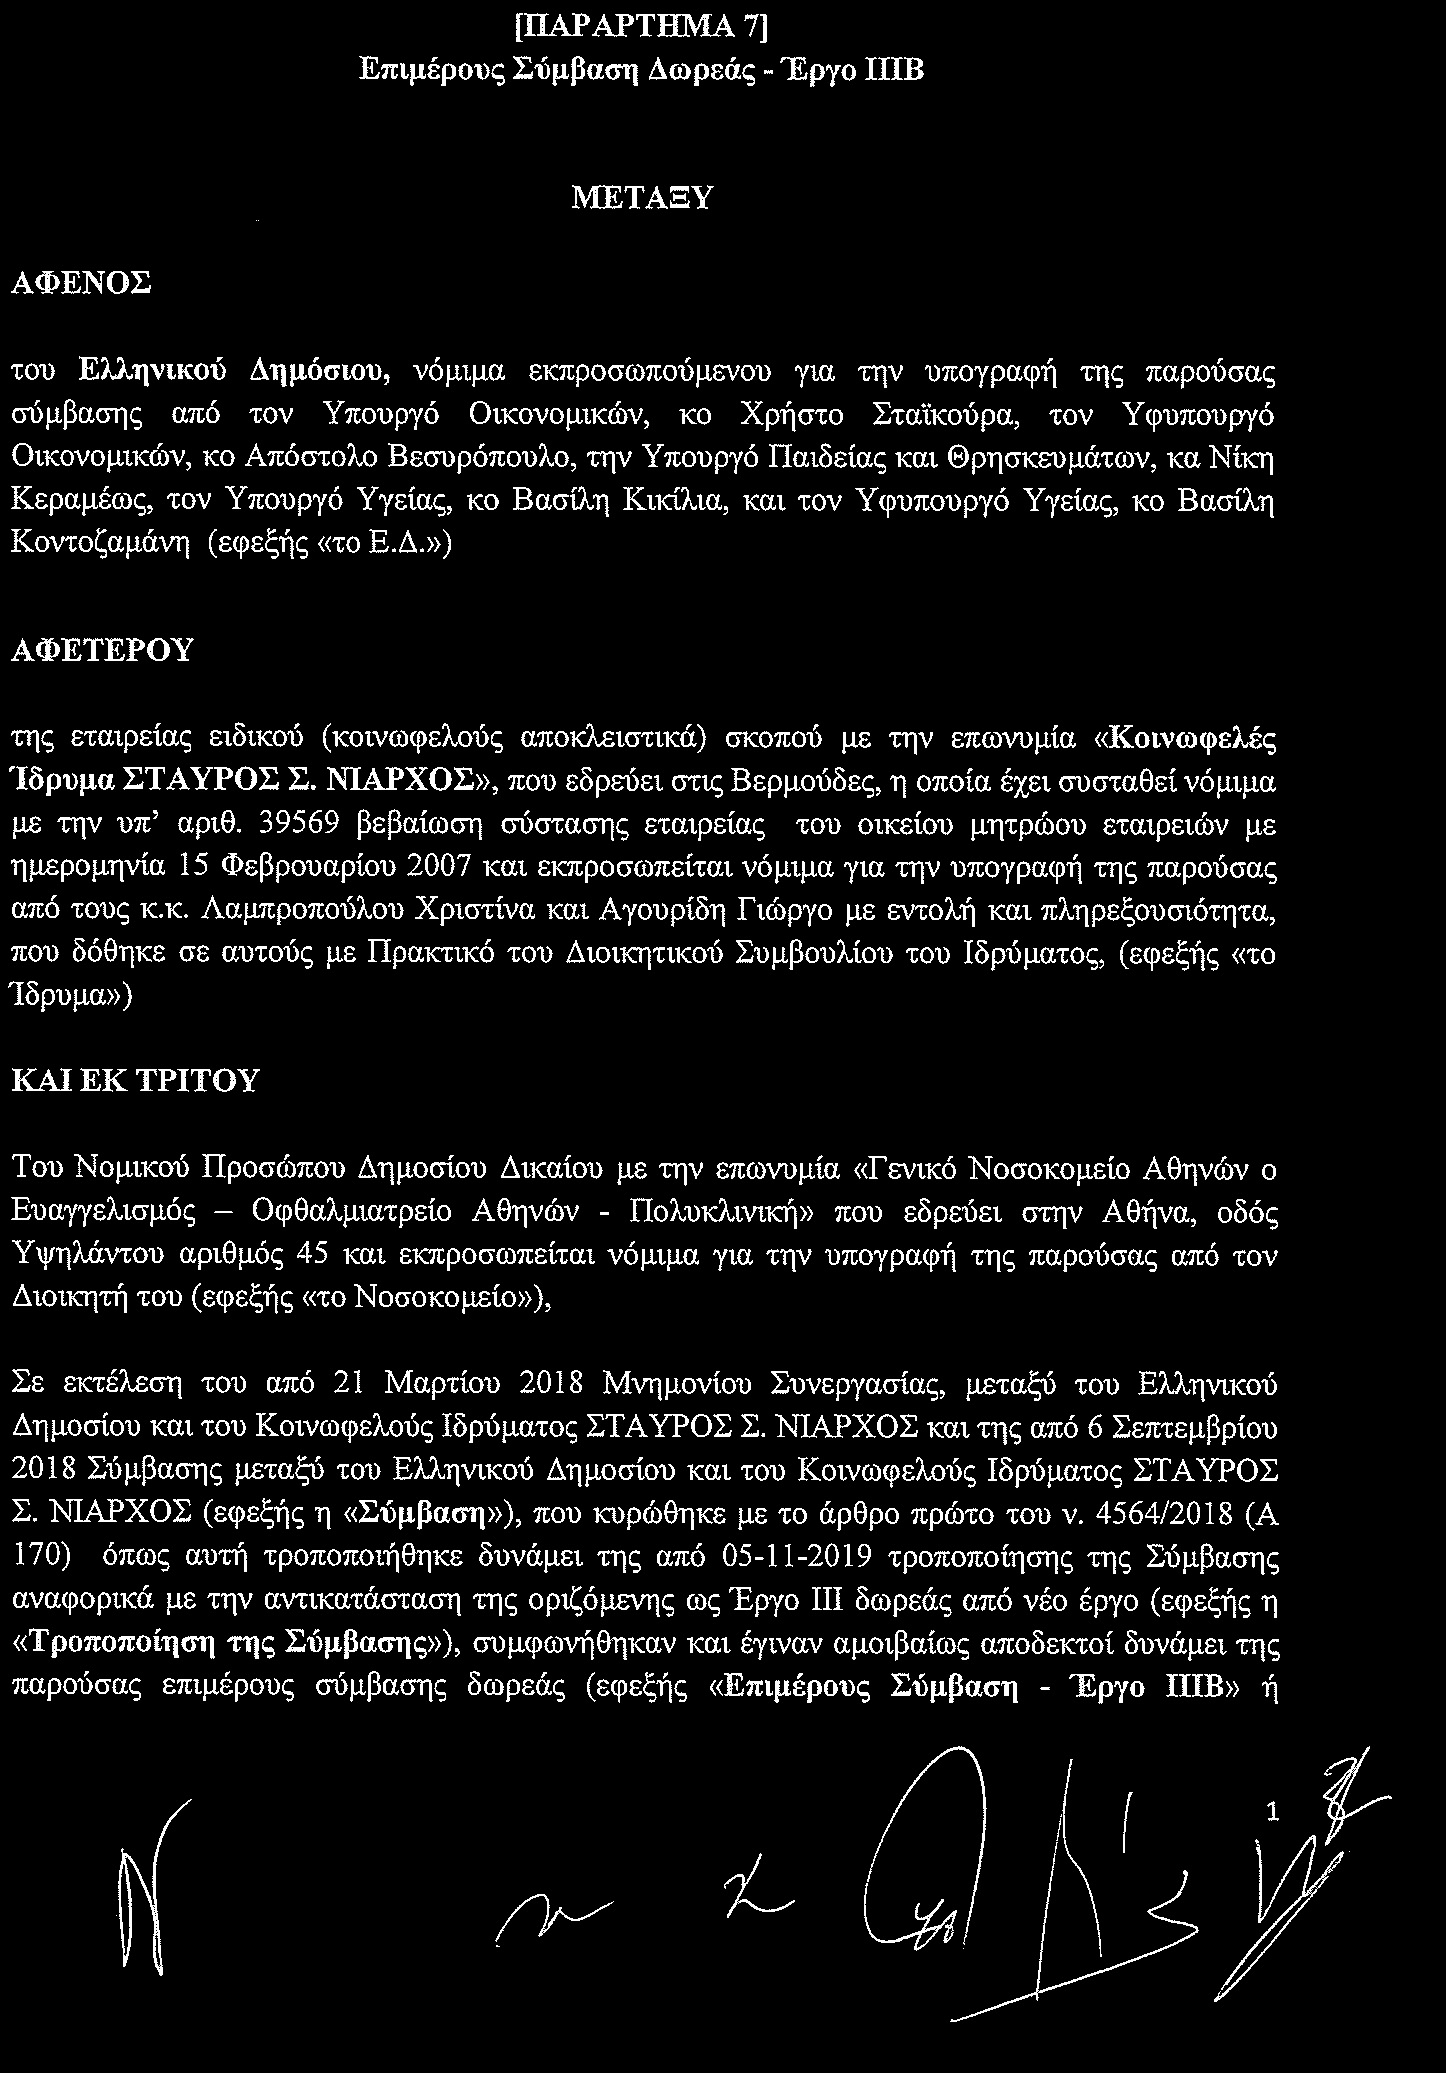 [ΠΑΡΑΡΤΗΜΑ 7]
Επιμέρους Σύμβαση Δωρεάς - Έργο ΙΙΙΒ
ΜΕΤΑΞΥ
ΑΦΕΝΟΣ
του Ελληνικού Δημόσιου, νόμιμα εκπροσωπούμενου για την υπογραφή της παρούσας
σύμβασης από τον Υπουργό Οικονομικών, κο Χρήστο Σταϊκούρα, τον Υφυπουργό
Οικονομικών, κο Απόστολο Βεσυρόπουλο, την Υπουργό Παιδείας και Θρησκευμάτων, κα Νίκη
Κεραμέως, τον Υπουργό Υγείας, κο Βασίλη Κικίλια, και τον Υφυπουργό Υγείας, κο Βασίλη
Κοντοζαμάνη (εφεξής «το Ε.Δ.»)
ΑΦΕΤΕΡΟΥ
της εταιρείας ειδικού (κοινωφελούς αποκλειστικά) σκοπού με την επωνυμία «Κοινωφελές
Ίδρυμα ΣΤΑΥΡΟΣ Σ. ΝΙΑΡΧΟΣ», που εδρεύει στις Βερμούδες, η οποία έχει συσταθεί νόμιμα
με την υπ’ αριθ. 39569 βεβαίωση σύστασης εταιρείας του οικείου μητρώου εταιρειών με
ημερομηνία 15 Φεβρουαρίου 2007 και εκπροσωπείται νόμιμα για την υπογραφή της παρούσας
από τους κ.κ. Λαμπροπούλου Χριστίνα και Αγουρίδη Γιώργο με εντολή και πληρεξουσιότητα,
που δόθηκε σε αυτούς με Πρακτικό του Διοικητικού Συμβουλίου του Ιδρύματος, (εφεξής «το
Ίδρυμα»)
ΚΑΙ ΕΚ ΤΡΙΤΟΥ
Του Νομικού Προσώπου Δημοσίου Δικαίου με την επωνυμία «Γενικό Νοσοκομείο Αθηνών ο
Ευαγγελισμός – Οφθαλμιατρείο Αθηνών - Πολυκλινική» που εδρεύει στην Αθήνα, οδός
Υψηλάντου αριθμός 45 και εκπροσωπείται νόμιμα για την υπογραφή της παρούσας από τον
Διοικητή του (εφεξής «το Νοσοκομείο»),
Σε εκτέλεση του από 21 Μαρτίου 2018 Μνημονίου Συνεργασίας, μεταξύ του Ελληνικού
Δημοσίου και του Κοινωφελούς Ιδρύματος ΣΤΑΥΡΟΣ Σ. ΝΙΑΡΧΟΣ και της από 6 Σεπτεμβρίου
2018 Σύμβασης μεταξύ του Ελληνικού Δημοσίου και του Κοινωφελούς Ιδρύματος ΣΤΑΥΡΟΣ
Σ. ΝΙΑΡΧΟΣ (εφεξής η «Σύμβαση»), που κυρώθηκε με το άρθρο πρώτο του ν. 4564/2018 (Α
170) όπως αυτή τροποποιήθηκε δυνάμει της από 05-11-2019 τροποποίησης της Σύμβασης
αναφορικά με την αντικατάσταση της οριζόμενης ως Έργο ΙΙΙ δωρεάς από νέο έργο (εφεξής η
«Τροποποίηση της Σύμβασης»), συμφωνήθηκαν και έγιναν αμοιβαίως αποδεκτοί δυνάμει της
παρούσας επιμέρους σύμβασης δωρεάς (εφεξής «Επιμέρους Σύμβαση - Έργο ΙΙΙΒ» ή
1